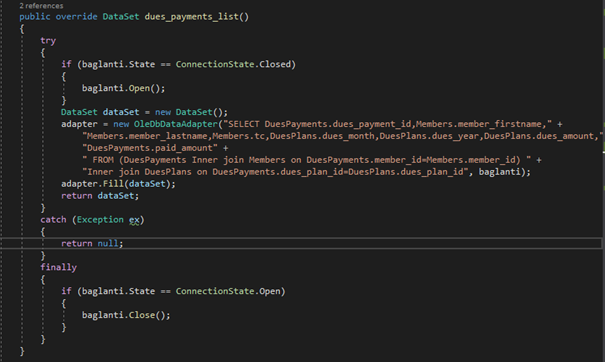 2 references
public override DataSet dues_payments_list()
{
    try
    {
        if (baglanti.State == ConnectionState.Closed)
        {
            baglanti.Open();
        }
        DataSet dataSet = new DataSet();
        adapter = new OleDbDataAdapter("SELECT DuesPayments.dues_payment_id,Members.member_firstname," +
            "Members.member_lastname,Members.tc,DuesPlans.dues_month,DuesPlans.dues_year,DuesPlans.dues_amount,"
            "DuesPayments.paid_amount" +
            " FROM (DuesPayments Inner join Members on DuesPayments.member_id=Members.member_id) " +
            "Inner join DuesPlans on DuesPayments.dues_plan_id=DuesPlans.dues_plan_id", baglanti);
        adapter.Fill(dataSet);
        return dataSet;
    }
    catch (Exception ex)
    {
        return null;
    }
    finally
    {
        if (baglanti.State == ConnectionState.Open)
        {
            baglanti.Close();
        }
    }
}